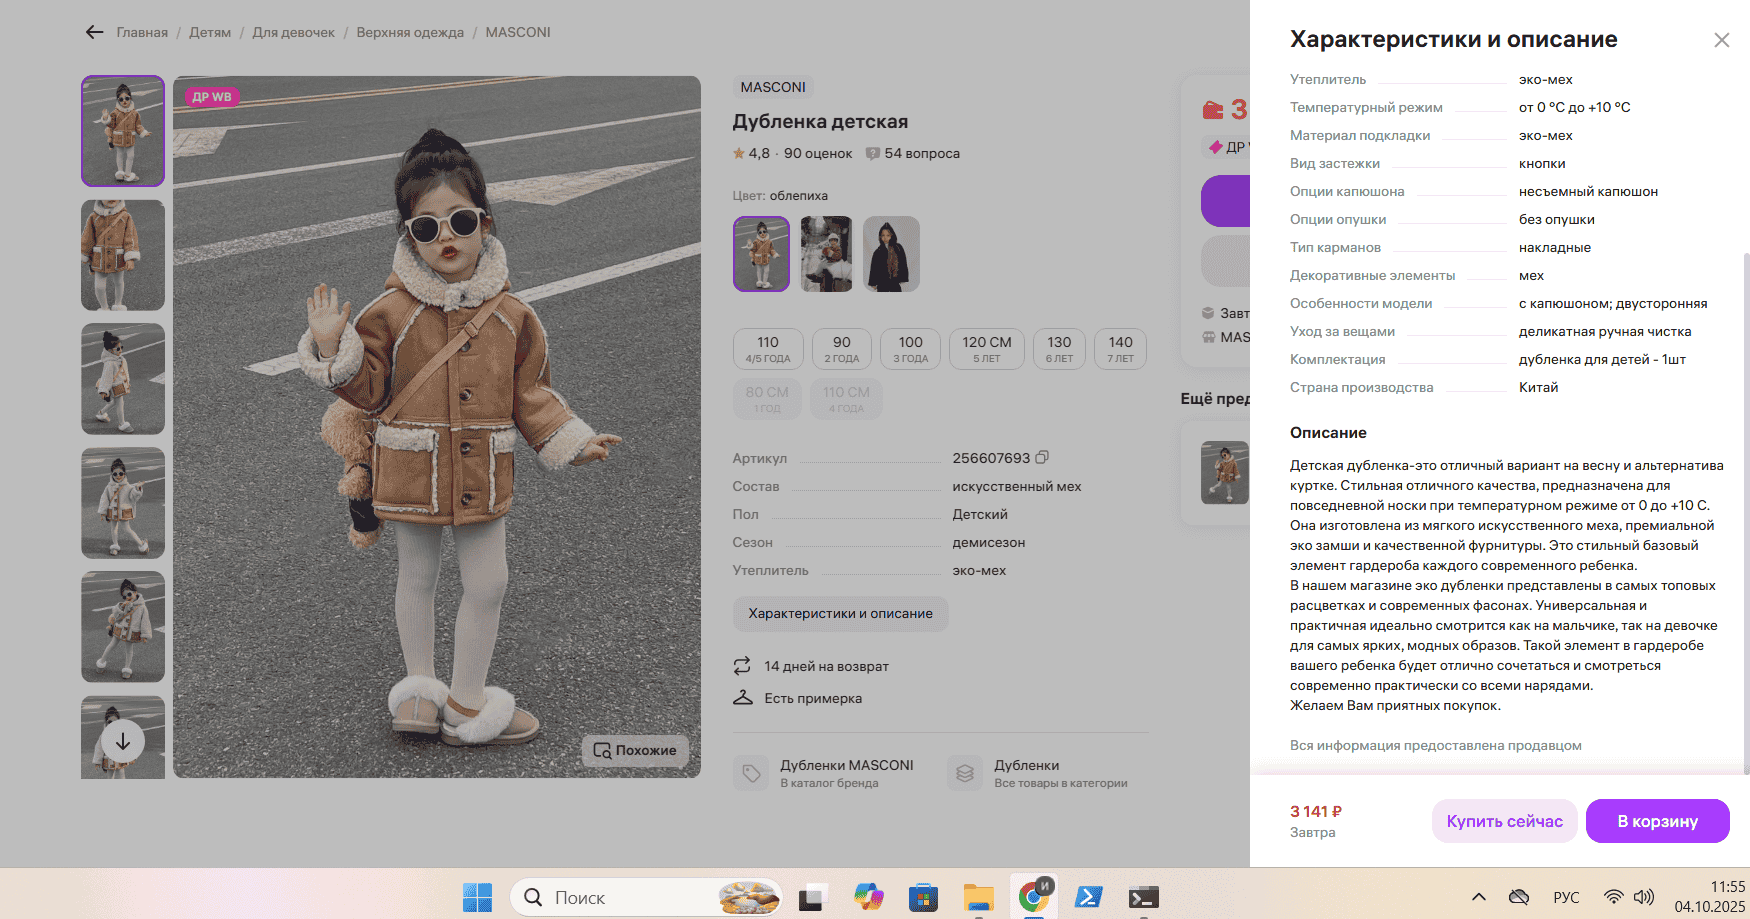 Главная / Детям / Для девочек / Верхняя одежда / MASCONI
ДР WB
Похожие
MASCONI
Дубленка детская
4,8 · 90 оценок 54 вопроса
Цвет: облепиха
110 90 100 120 СМ 130 140
4/5 ГОДА 2 ГОДА 3 ГОДА 5 ЛЕТ 6 ЛЕТ 7 ЛЕТ
80 СМ 110 СМ
1 ГОД 4 ГОДА
Артикул 256607693
Состав искусственный мех
Пол Детский
Сезон демисезон
Утеплитель эко-мех
Характеристики и описание
14 дней на возврат
Есть примерка
Дубленки MASCONI
В каталог бренда
Дубленки
Все товары в категории
3
ДР
Завт
MAS
Ещё пред
Характеристики и описание
Утеплитель эко-мех
Температурный режим от 0 °C до +10 °C
Материал подкладки эко-мех
Вид застежки кнопки
Опции капюшона несъемный капюшон
Опции опушки без опушки
Тип карманов накладные
Декоративные элементы мех
Особенности модели с капюшоном; двусторонняя
Уход за вещами деликатная ручная чистка
Комплектация дубленка для детей - 1шт
Страна производства Китай
Описание
Детская дубленка-это отличный вариант на весну и альтернатива
куртке. Стильная отличного качества, предназначена для
повседневной носки при температурном режиме от 0 до +10 С.
Она изготовлена из мягкого искусственного меха, премиальной
эко замши и качественной фурнитуры. Это стильный базовый
элемент гардероба каждого современного ребенка.
В нашем магазине эко дубленки представлены в самых топовых
расцветках и современных фасонах. Универсальная и
практичная идеально смотрится как на мальчике, так на девочке
для самых ярких, модных образов. Такой элемент в гардеробе
вашего ребенка будет отлично сочетаться и смотреться
современно практически со всеми нарядами.
Желаем Вам приятных покупок.
Вся информация предоставлена продавцом
3 141 ₽
Завтра
Купить сейчас
В корзину
Поиск
И
РУС
11:55
04.10.2025